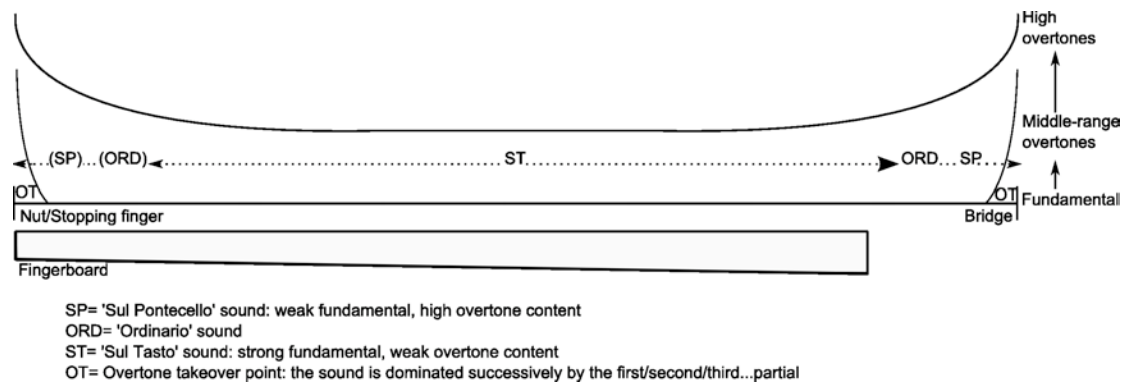 High
overtones
Middle-range
overtones
(SP)...(ORD) ST ORD... SP
OT OT Fundamental
Nut/Stopping finger Bridge
Fingerboard
SP= 'Sul Pontecello' sound: weak fundamental, high overtone content
ORD= 'Ordinario' sound
ST= 'Sul Tasto' sound: strong fundamental, weak overtone content
OT= Overtone takeover point: the sound is dominated successively by the first/second/third...partial